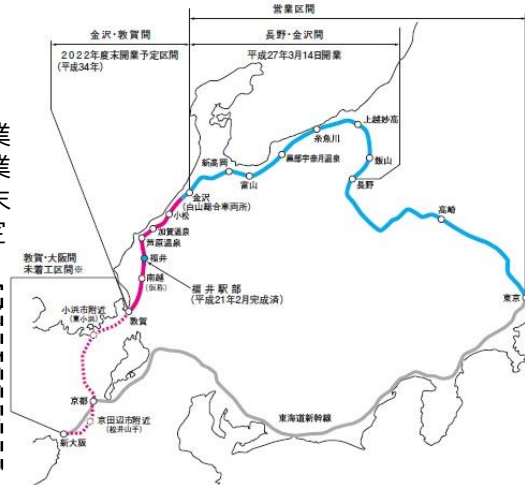 営業区間
金沢・敦賀間
長野・金沢間
2022年度末開業予定区間
(平成34年)
平成27年3月14日開業
業
業
末
定
上越妙高
糸魚川
黒部宇奈月温泉
飯山
新高岡
富山
長野
金沢
(白山総合車両所)
高崎
小松
加賀温泉
芦原温泉
福井
南越
(仮称)
福井駅部
(平成21年2月完成済)
東京
敦賀・大阪間
未着工区間※
敦賀
小浜市附近
(東小浜)
京都
東海道新幹線
京田辺市附近
(松井山手)
新大阪